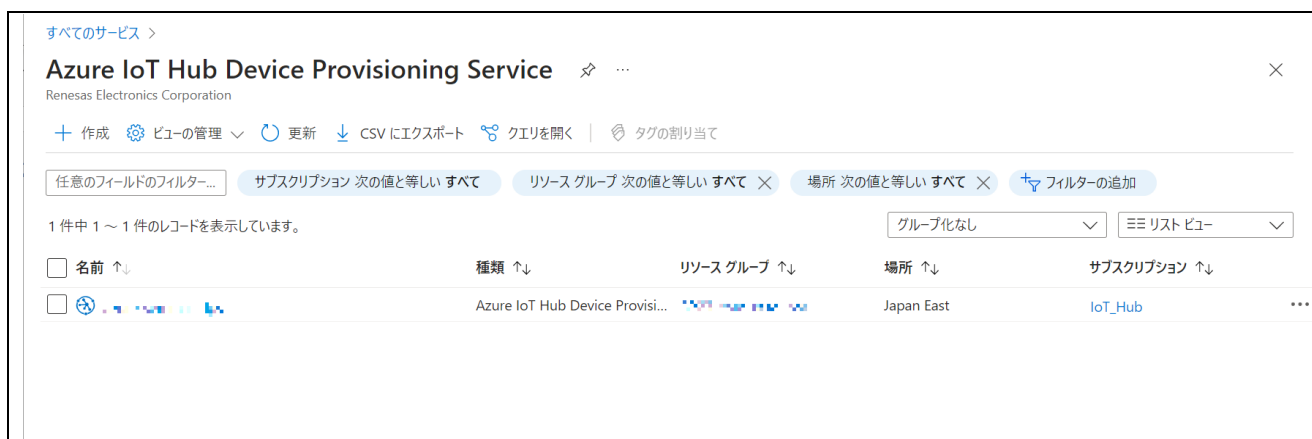 すべてのサービス >
Azure IoT Hub Device Provisioning Service
Renesas Electronics Corporation
作成 ビューの管理 更新 CSV にエクスポート クエリを開く タグの割り当て
任意のフィールドのフィルター... サブスクリプション 次の値と等しい すべて リソース グループ 次の値と等しい すべて 場所 次の値と等しい すべて フィルターの追加
1 件中 1 ～ 1 件のレコードを表示しています。 グループ化なし リスト ビュー
名前 ↑↓ 種類 ↑↓ リソース グループ ↑↓ 場所 ↑↓ サブスクリプション ↑↓
Azure IoT Hub Device Provisi... Japan East IoT_Hub